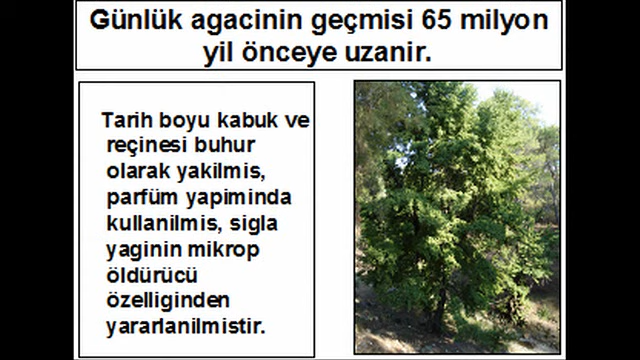 Günlük agacinin geçmisi 65 milyon
yil önceye uzanir.
Tarih boyu kabuk ve
reçinesi buhur
olarak yakilmis,
parfüm yapiminda
kullanilmis, sigla
yaginin mikrop
öldürücü
özelliginden
yararlanilmistir.